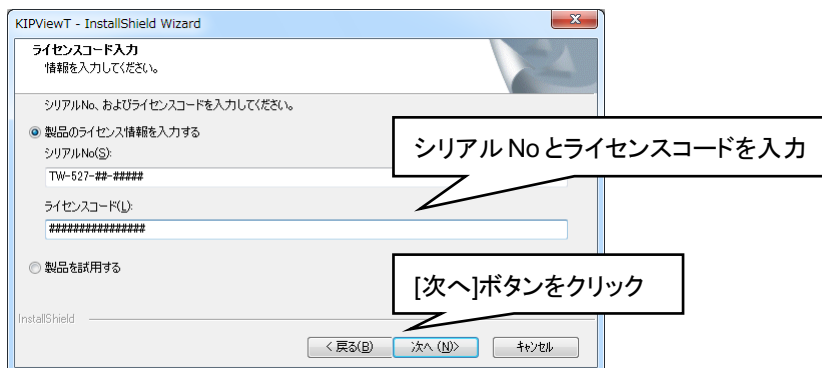 KIPViewT - InstallShield Wizard
ライセンスコード入力
情報を入力してください。
シリアルNo、およびライセンスコードを入力してください。
製品のライセンス情報を入力する
シリアルNo(S):
TW-527-##-#####
シリアル No とライセンスコードを入力
ライセンスコード(L):
################
製品を試用する
[次へ]ボタンをクリック
InstallShield
< 戻る(B)
次へ (N)>
キャンセル